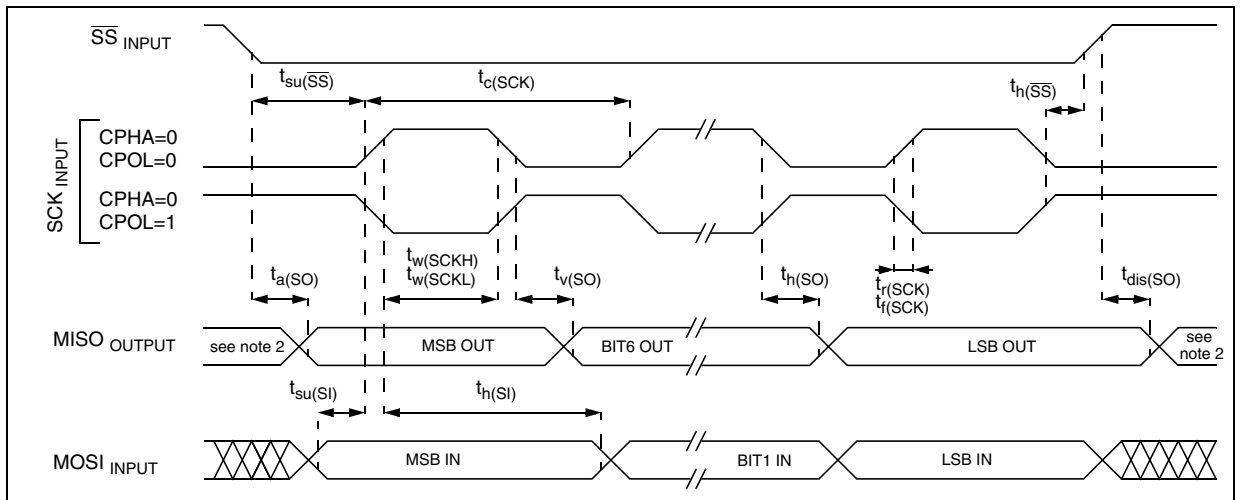 SS INPUT
tsu(SS)
tc(SCK)
th(SS)
SCK INPUT
CPHA=0
CPOL=0
CPHA=0
CPOL=1
ta(SO)
tw(SCKH)
tw(SCKL)
tv(SO)
th(SO)
tr(SCK)
tf(SCK)
tdis(SO)
MISO OUTPUT
see note 2
MSB OUT
BIT6 OUT
LSB OUT
see
note 2
tsu(SI)
th(SI)
MOSI INPUT
MSB IN
BIT1 IN
LSB IN